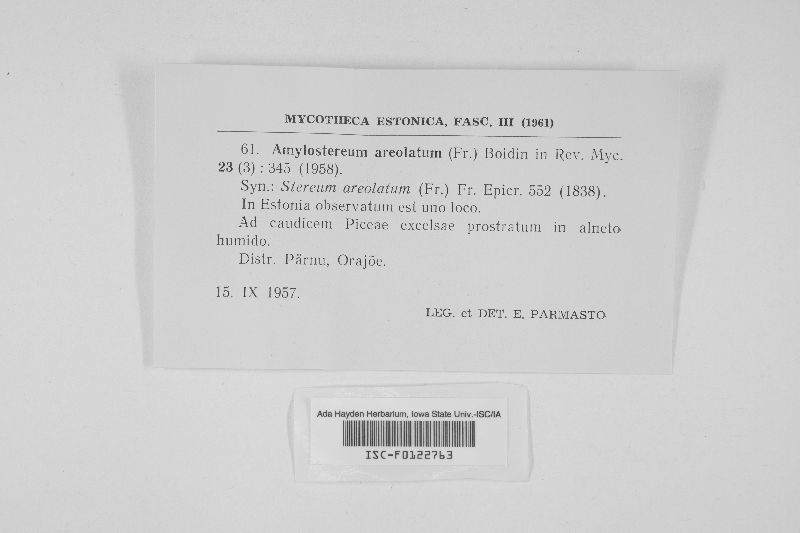 MYCOTHECA ESTONICA, FASC. III (1961)
61. Amylostereum areolatum (Fr.) Boidin in Rev. Myc.
23 (3) : 345 (1958).
Syn.: Stereum areolatum (Fr.) Fr. Epicr. 552 (1838).
In Estonia observatum est uno loco.
Ad caudicem Piceae excelsae prostratum in alneto
humido.
Distr. Pärnu, Orajõe.
15. IX 1957.
LEG. et DET. E. PARMASTO
Ada Hayden Herbarium, Iowa State Univ.-ISC/IA
ISC-F0122763